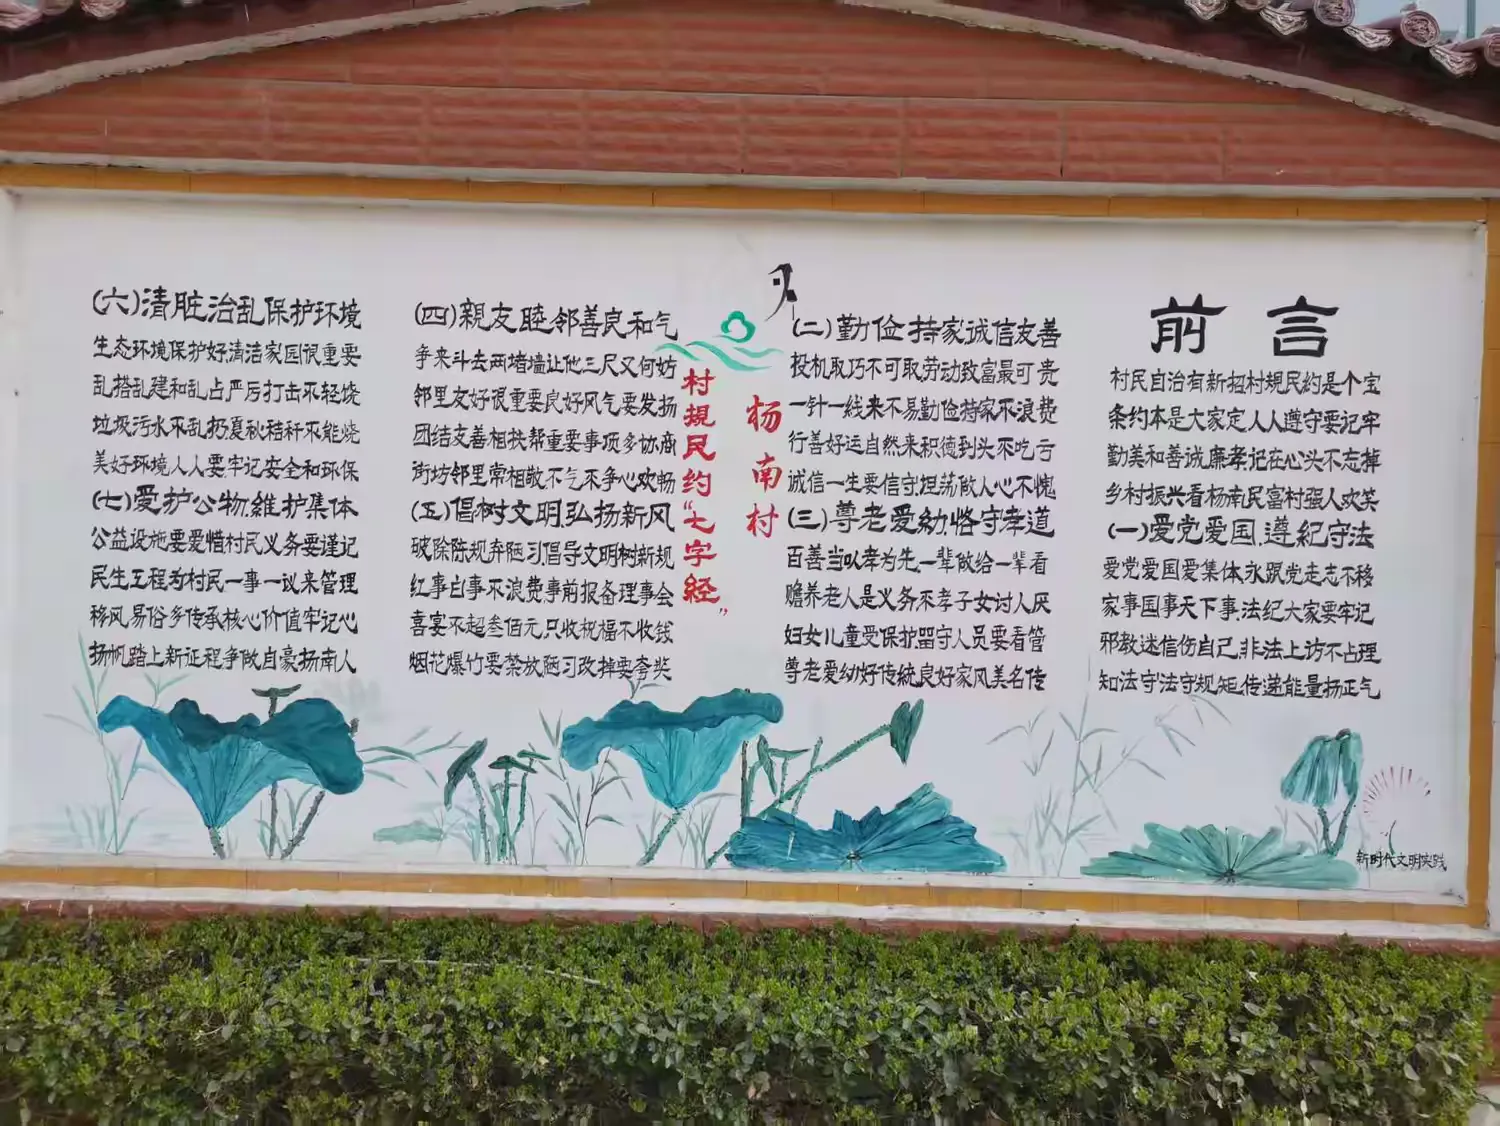 杨南村
村規民约"七字经"
前言
村民自治有新招村规民约是个宝
条约本是大家定人人遵守要记牢
勤美和善诚廉孝记在心头不忘掉
乡村振兴看杨南民富村强人欢笑
(一)爱党爱国.遵纪守法
爱党爱国爱集体永跟党走志不移
家事国事天下事.法纪大家要牢记
邪教迷信伤自己.非法上访不占理
知法守法守规矩.传递能量扬正气
(二)勤俭持家诚信友善
投机取巧不可取劳动致富最可贵
一针一线来不易勤俭持家不浪费
行善好运自然来积德到头不吃亏
诚信一生要信守.坦荡做人心不愧
(三)尊老爱幼.恪守孝道
百善当以孝为先一辈做给一辈看
赡养老人是义务不孝子女讨人厌
妇女儿童受保护.留守人员要看管
尊老爱幼好传統良好家风美名传
(四)親友睦邻善良和气
争来斗去两堵墙让他三尺又何妨
邻里友好很重要良好风气要发扬
团结友善相扶帮重要事项多协商
街坊邻里常相敬.不气不争心欢畅
(五)倡树文明.弘扬新风
破除陈规弃陋习.倡导文明树新规
红事白事不浪费.事前报备理事会
喜宴不超叁佰元.只收祝福不收钱
烟花爆竹要禁放陋习改掉要夸奖
(六)清脏治乱保护环境
生态环境保护好.清洁家园很重要
乱搭乱建和乱占严厉打击不轻饶
垃圾污水不乱扔夏秋秸秆不能烧
美好环境人人要牢记安全和环保
(七)爱护公物.維护集体
公益设施要爱惜村民义务要谨记
民生工程为村民一事一议来管理
移风易俗多传承核心价值牢记心
扬帆踏上新征程争做自豪扬南人
新时代文明实践